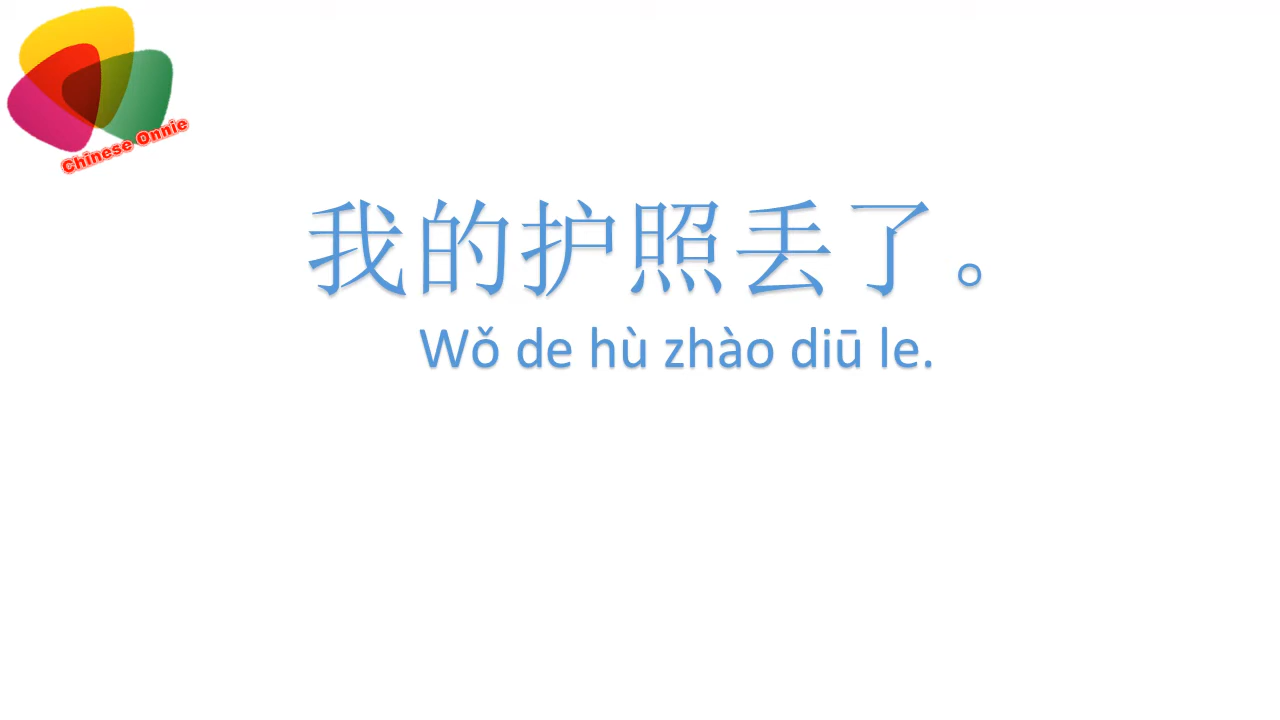 Chinese Onnie
我的护照丢了。
Wǒ de hù zhào diū le.